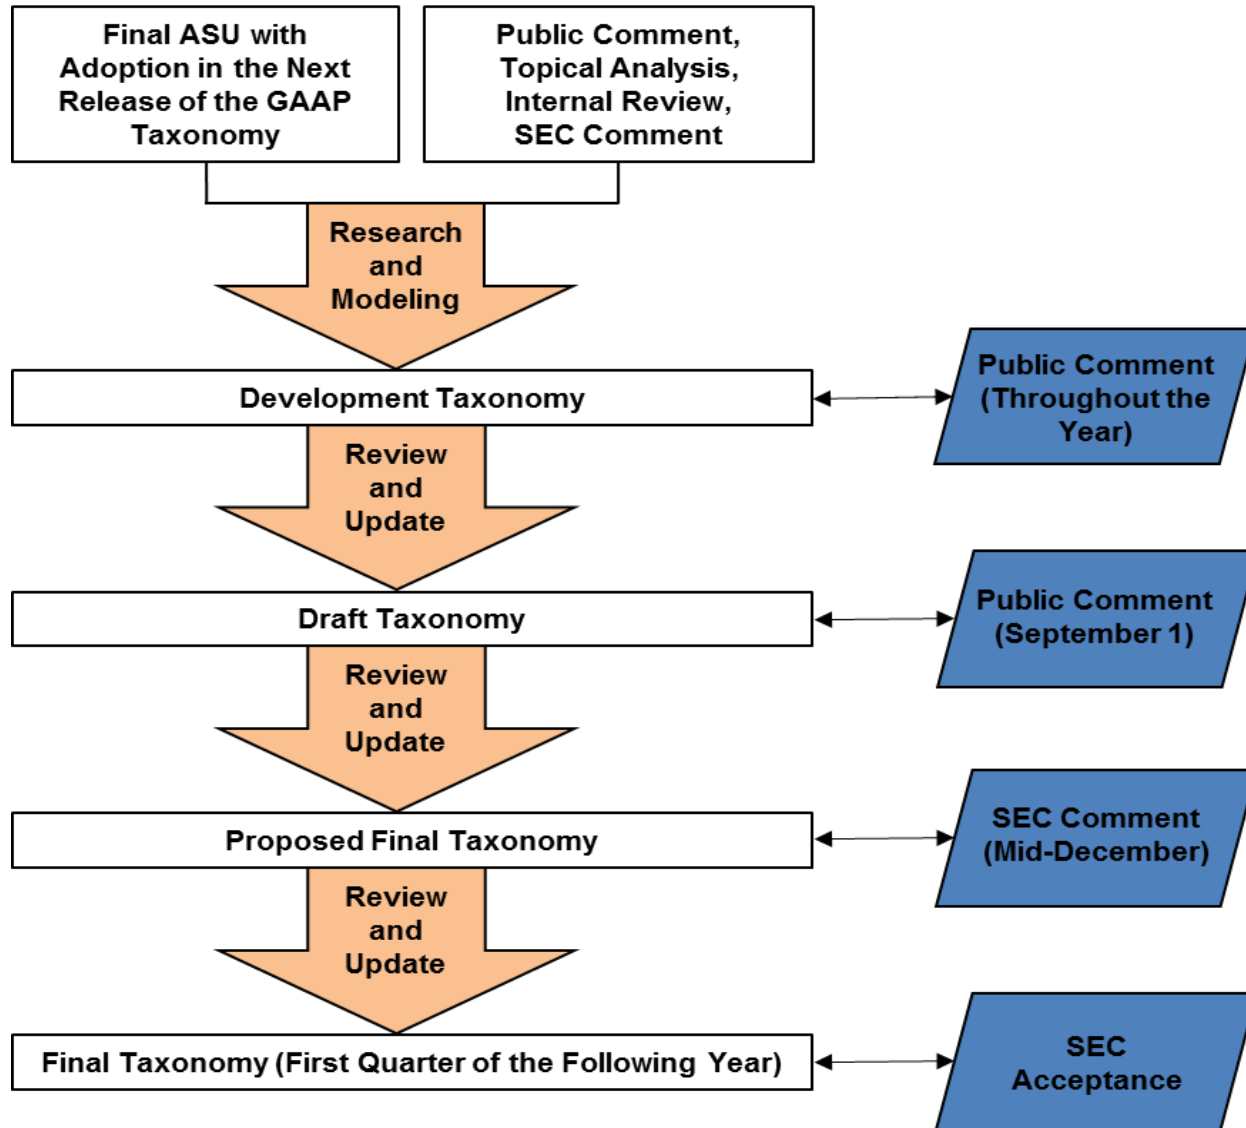 Final ASU with
Adoption in the Next
Release of the GAAP
Taxonomy
Public Comment,
Topical Analysis,
Internal Review,
SEC Comment
Research
and
Modeling
Development Taxonomy
Public Comment
(Throughout the
Year)
Review
and
Update
Draft Taxonomy
Public Comment
(September 1)
Review
and
Update
Proposed Final Taxonomy
SEC Comment
(Mid-December)
Review
and
Update
Final Taxonomy (First Quarter of the Following Year)
SEC
Acceptance